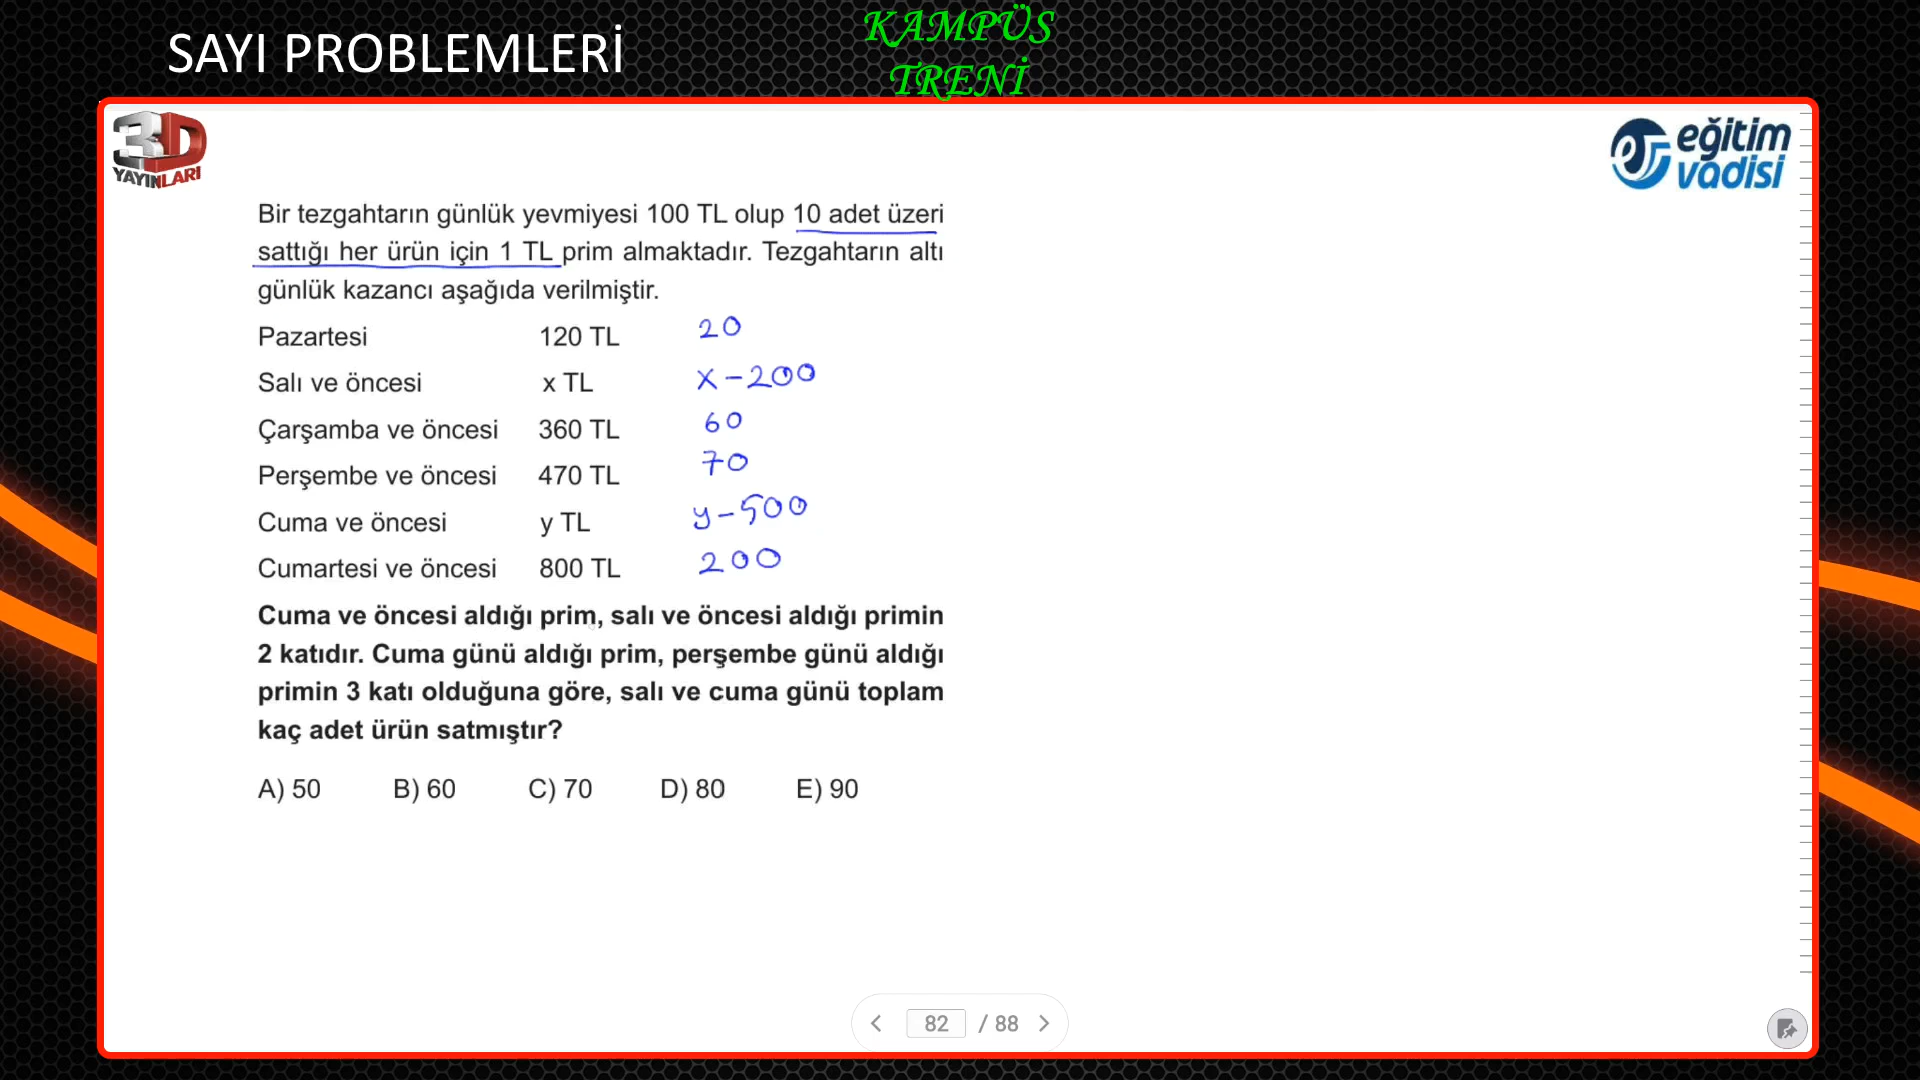 SAYI PROBLEMLERİ
KAMPÜS
TRENİ
3D
YAYINLARI
eğitim
vadisi
Bir tezgahtarın günlük yevmiyesi 100 TL olup 10 adet üzeri
sattığı her ürün için 1 TL prim almaktadır. Tezgahtarın altı
günlük kazancı aşağıda verilmiştir.
Pazartesi 120 TL 20
Salı ve öncesi x TL x-200
Çarşamba ve öncesi 360 TL 60
Perşembe ve öncesi 470 TL 70
Cuma ve öncesi y TL y-500
Cumartesi ve öncesi 800 TL 200
Cuma ve öncesi aldığı prim, salı ve öncesi aldığı primin
2 katıdır. Cuma günü aldığı prim, perşembe günü aldığı
primin 3 katı olduğuna göre, salı ve cuma günü toplam
kaç adet ürün satmıştır?
A) 50 B) 60 C) 70 D) 80 E) 90
82 / 88